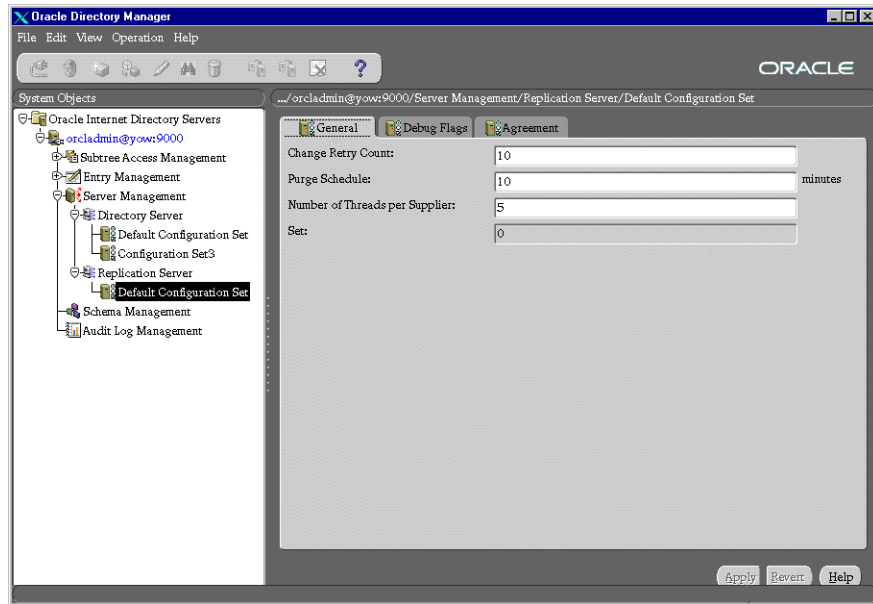 Oracle Directory Manager
File Edit View Operation Help
ORACLE
System Objects
.../orcladmin@yow:9000/Server Management/Replication Server/Default Configuration Set
Oracle Internet Directory Servers
orcladmin@yow:9000
Subtree Access Management
Entry Management
Server Management
Directory Server
Default Configuration Set
Configuration Set3
Replication Server
Default Configuration Set
Schema Management
Audit Log Management
General Debug Flags Agreement
Change Retry Count: 10
Purge Schedule: 10 minutes
Number of Threads per Supplier: 5
Set: 0
Apply Revert Help